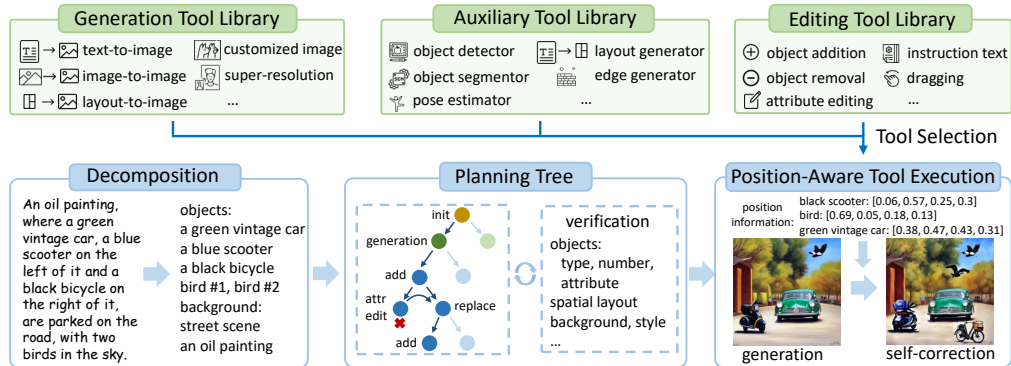 Generation Tool Library
text-to-image
customized image
image-to-image
super-resolution
layout-to-image
...
Auxiliary Tool Library
object detector
layout generator
object segmentor
edge generator
pose estimator
...
Editing Tool Library
object addition
instruction text
object removal
dragging
attribute editing
...
Tool Selection
Decomposition
An oil painting,
where a green
vintage car, a blue
scooter on the
left of it and a
black bicycle on
the right of it,
are parked on the
road, with two
birds in the sky.
objects:
a green vintage car
a blue scooter
a black bicycle
bird #1, bird #2
background:
street scene
an oil painting
Planning Tree
init
generation
add
attr
edit
replace
add
verification
objects:
type, number,
attribute
spatial layout
background, style
...
Position-Aware Tool Execution
position
information:
black scooter: [0.06, 0.57, 0.25, 0.3]
bird: [0.69, 0.05, 0.18, 0.13]
green vintage car: [0.38, 0.47, 0.43, 0.31]
generation
self-correction